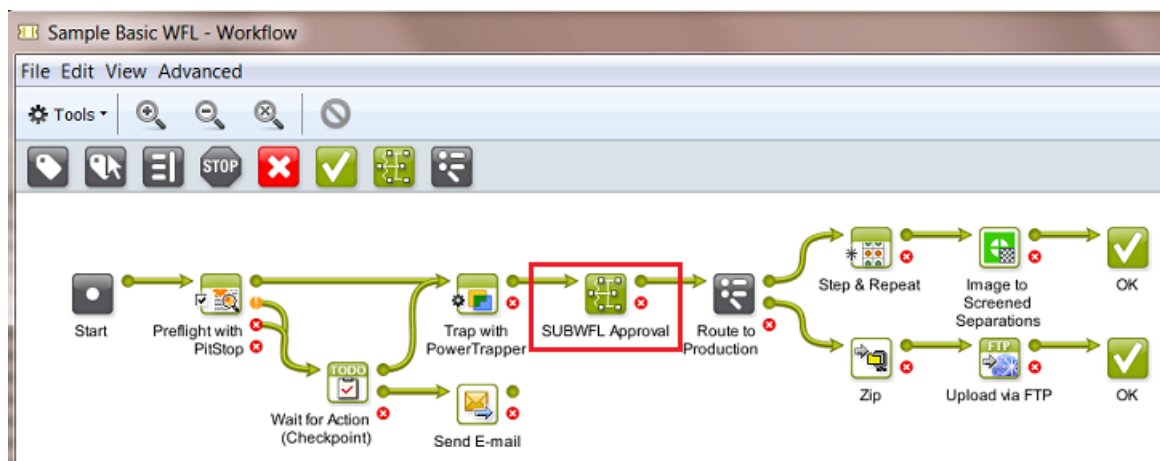 Sample Basic WFL - Workflow
File Edit View Advanced
Tools
STOP
Start
Preflight with
PitStop
TODO
Wait for Action
(Checkpoint)
Trap with
PowerTrapper
Send E-mail
SUBWFL Approval
Route to
Production
Step & Repeat
Image to
Screened
Separations
OK
Zip
FTP
Upload via FTP
OK